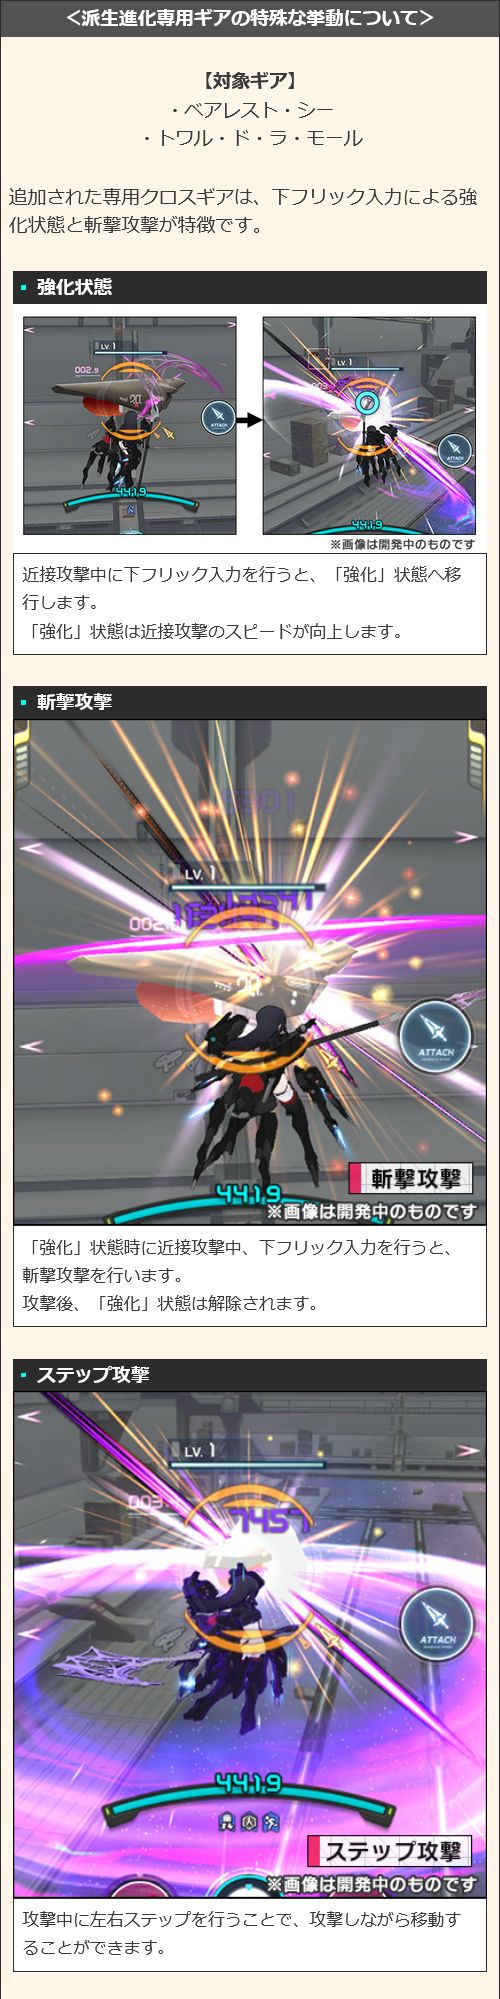 ＜派生進化専用ギアの特殊な挙動について＞
【対象ギア】
・ベアレスト・シー
・トワル・ド・ラ・モール
追加された専用クロスギアは、下フリック入力による強
化状態と斬撃攻撃が特徴です。
強化状態
LV. 1
002.9
ATTACH
4419
LV. 1
ATTACH
4419
※画像は開発中のものです
近接攻撃中に下フリック入力を行うと、「強化」状態へ移
行します。
「強化」状態は近接攻撃のスピードが向上します。
斬撃攻撃
LV. 1
ATTACH
4419
斬撃攻撃
※画像は開発中のものです
「強化」状態時に近接攻撃中、下フリック入力を行うと、
斬撃攻撃を行います。
攻撃後、「強化」状態は解除されます。
ステップ攻撃
LV. 1
7457
ATTACH
4419
ステップ攻撃
※画像は開発中のものです
攻撃中に左右ステップを行うことで、攻撃しながら移動す
ることができます。